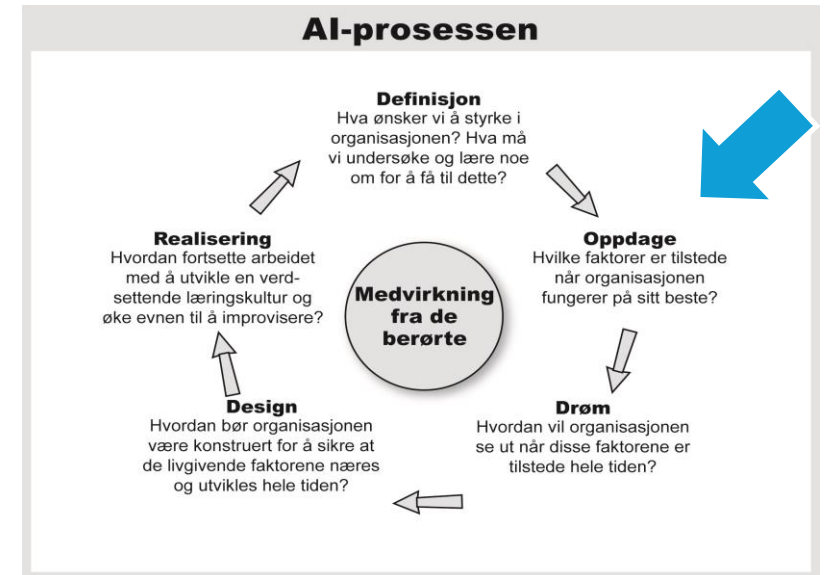 AI-prosessen
Definisjon
Hva ønsker vi å styrke i
organisasjonen? Hva må
vi undersøke og lære noe
om for å få til dette?
Oppdage
Hvilke faktorer er tilstede
når organisasjonen
fungerer på sitt beste?
Drøm
Hvordan vil organisasjonen
se ut når disse faktorene er
tilstede hele tiden?
Design
Hvordan bør organisasjonen
være konstruert for å sikre at
de livgivende faktorene næres
og utvikles hele tiden?
Realisering
Hvordan fortsette arbeidet
med å utvikle en verd-
settende læringskultur og
øke evnen til å improvisere?
Medvirkning
fra de
berørte